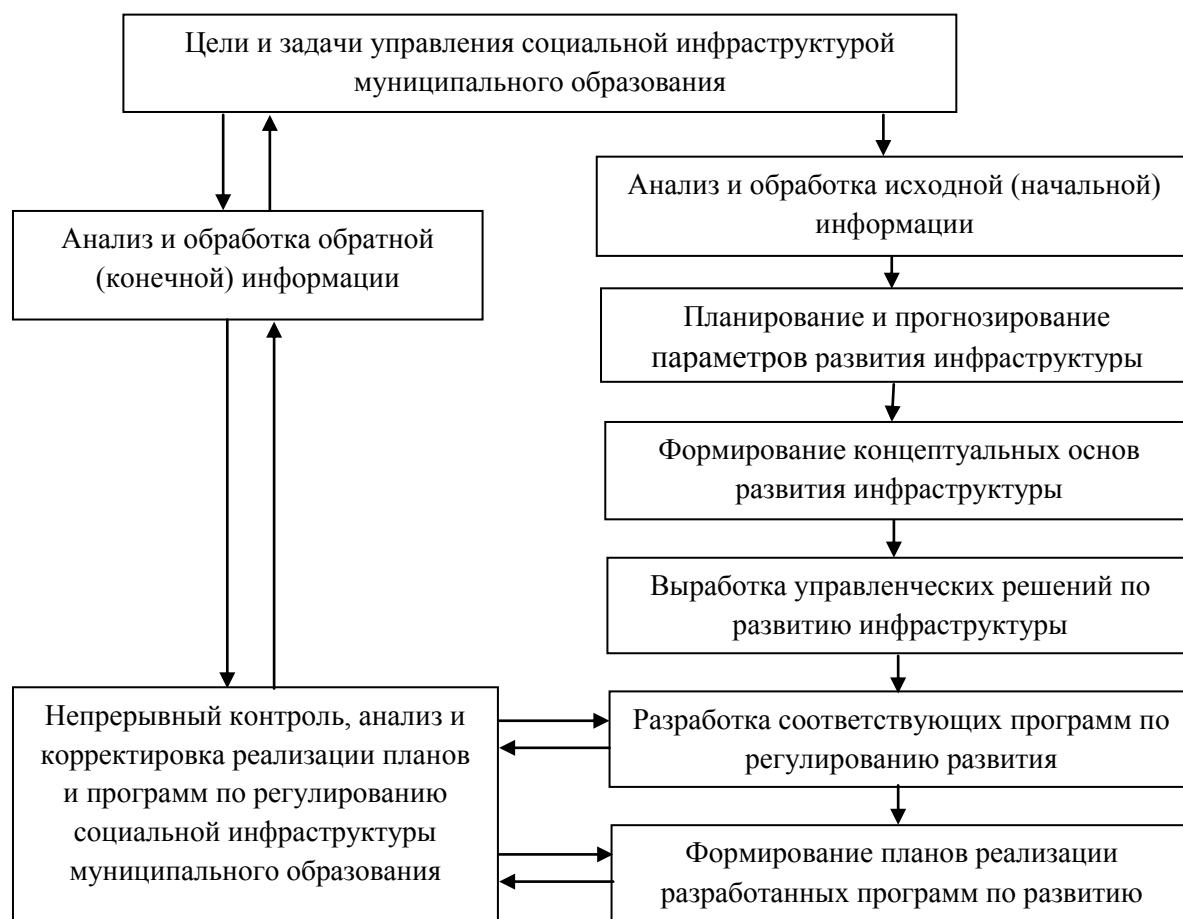 Цели и задачи управления социальной инфраструктурой
муниципального образования
Анализ и обработка исходной (начальной)
информации
Анализ и обработка обратной
(конечной) информации
Планирование и прогнозирование
параметров развития инфраструктуры
Формирование концептуальных основ
развития инфраструктуры
Выработка управленческих решений по
развитию инфраструктуры
Непрерывный контроль, анализ и
корректировка реализации планов
и программ по регулированию
социальной инфраструктуры
муниципального образования
Разработка соответствующих программ по
регулированию развития
Формирование планов реализации
разработанных программ по развитию